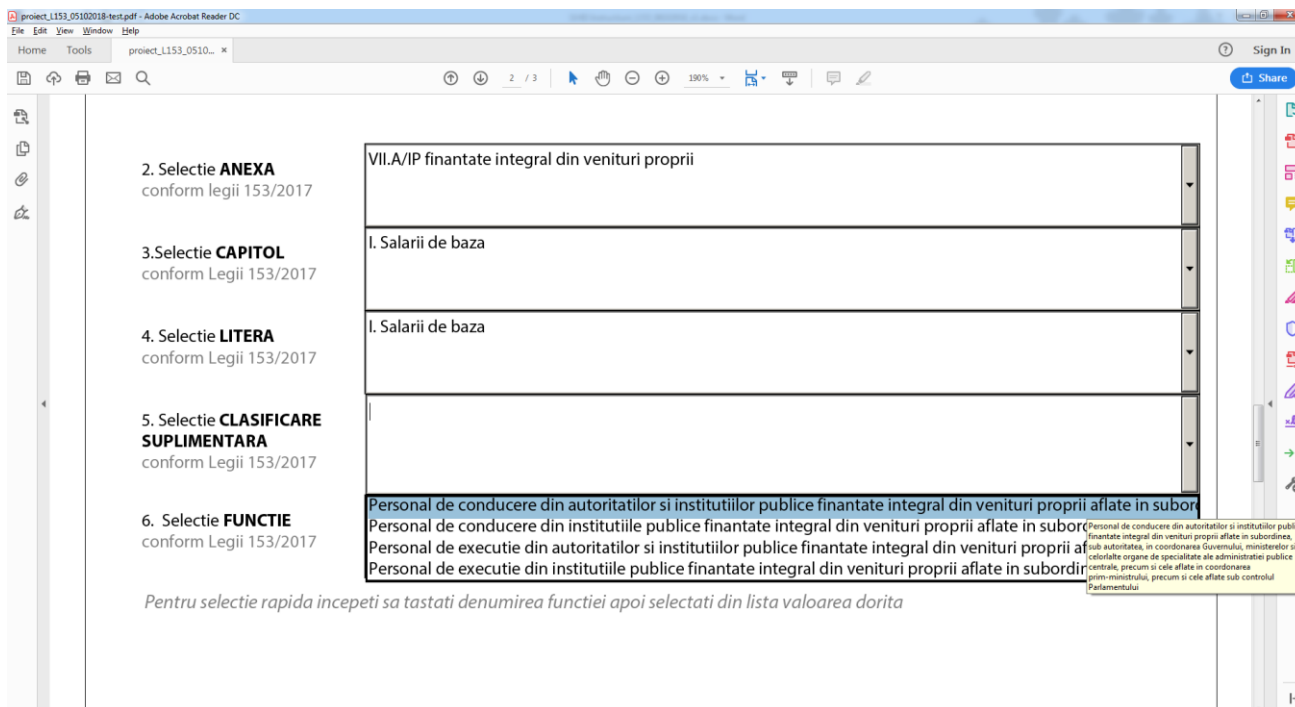 proiect_L153_05102018-test.pdf - Adobe Acrobat Reader DC
File Edit View Window Help
Home Tools proiect_L153_0510... × ? Sign In
2 / 3 190% Share
2. Selectie ANEXA
conform legii 153/2017
VII.A/IP finantate integral din venituri proprii
3.Selectie CAPITOL
conform Legii 153/2017
I. Salarii de baza
4. Selectie LITERA
conform Legii 153/2017
I. Salarii de baza
5. Selectie CLASIFICARE
SUPLIMENTARA
conform Legii 153/2017
6. Selectie FUNCTIE
conform Legii 153/2017
Personal de conducere din autoritatilor si institutiilor publice finantate integral din venituri proprii aflate in subor
Personal de conducere din institutiile publice finantate integral din venituri proprii aflate in subor
Personal de executie din autoritatilor si institutiilor publice finantate integral din venituri proprii af
Personal de executie din institutiile publice finantate integral din venituri proprii aflate in subordin
Personal de conducere din autoritatilor si institutiilor publi
finantate integral din venituri proprii aflate in subordinea,
sub autoritatea, in coordonarea Guvernului, ministerelor si
celorlalte organe de specialitate ale administratiei publice
centrale, precum si cele aflate in coordonarea
prim-ministrului, precum si cele aflate sub controlul
Parlamentului
Pentru selectie rapida incepeti sa tastati denumirea functiei apoi selectati din lista valoarea dorita